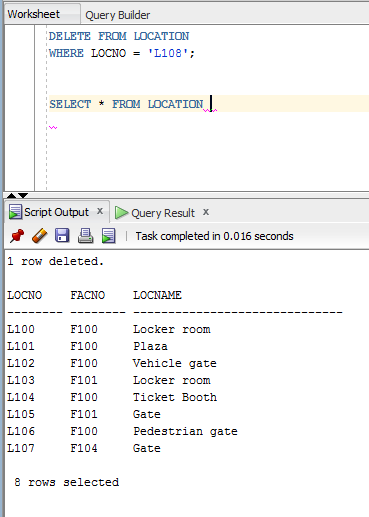 Worksheet Query Builder
DELETE FROM LOCATION
WHERE LOCNO = 'L108';
SELECT * FROM LOCATION
Script Output x Query Result x
Task completed in 0.016 seconds
1 row deleted.
LOCNO FACNO LOCNAME
-------- -------- ------------------------------
L100 F100 Locker room
L101 F100 Plaza
L102 F100 Vehicle gate
L103 F101 Locker room
L104 F100 Ticket Booth
L105 F101 Gate
L106 F100 Pedestrian gate
L107 F104 Gate
8 rows selected